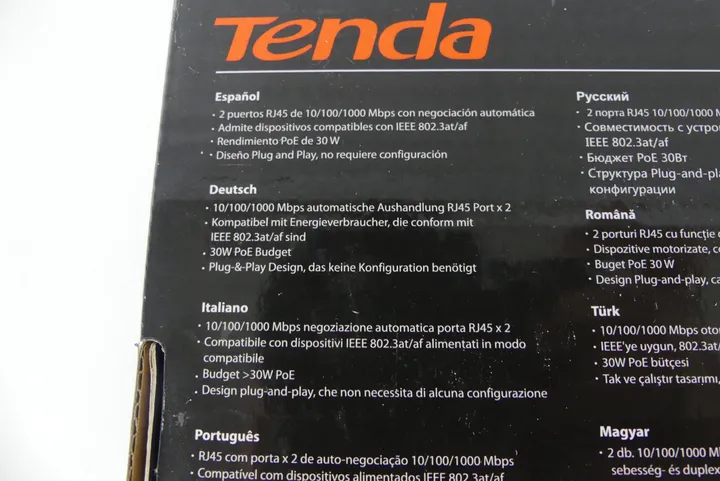 Tenda
Español
• 2 puertos RJ45 de 10/100/1000 Mbps con negociación automática
• Admite dispositivos compatibles con IEEE 802.3at/af
• Rendimiento PoE de 30 W
• Diseño Plug and Play, no requiere configuración
Deutsch
• 10/100/1000 Mbps automatische Aushandlung RJ45 Port x 2
• Kompatibel mit Energieverbraucher, die conform mit
IEEE 802.3at/af sind
• 30W PoE Budget
• Plug-&-Play Design, das keine Konfiguration benötigt
Italiano
• 10/100/1000 Mbps negoziazione automatica porta RJ45 x 2
• Compatibile con dispositivi IEEE 802.3at/af alimentati in modo
compatibile
• Budget >30W PoE
• Design plug-and-play, che non necessita di alcuna configurazione
Português
• RJ45 com porta x 2 de auto-negociação 10/100/1000 Mbps
• Compatível com dispositivos alimentados IEEE 802.3at/af
Русский
• 2 порта RJ45 10/100/1000
• Совместимость с
IEEE 802.3at/af
• Бюджет PoE 30Вт
• Структура
конфигурации
Română
• 2 porturi RJ45 cu funcție
• Dispozitive motorizate,
• Buget PoE 30 W
• Design Plug-and-play,
Türk
• 10/100/1000 Mbps
• IEEE'ye uygun,
• 30W PoE bütçesi
• Tak ve çalıştır tasarımı,
Magyar
• 2 db. 10/100/1000
sebesség- és